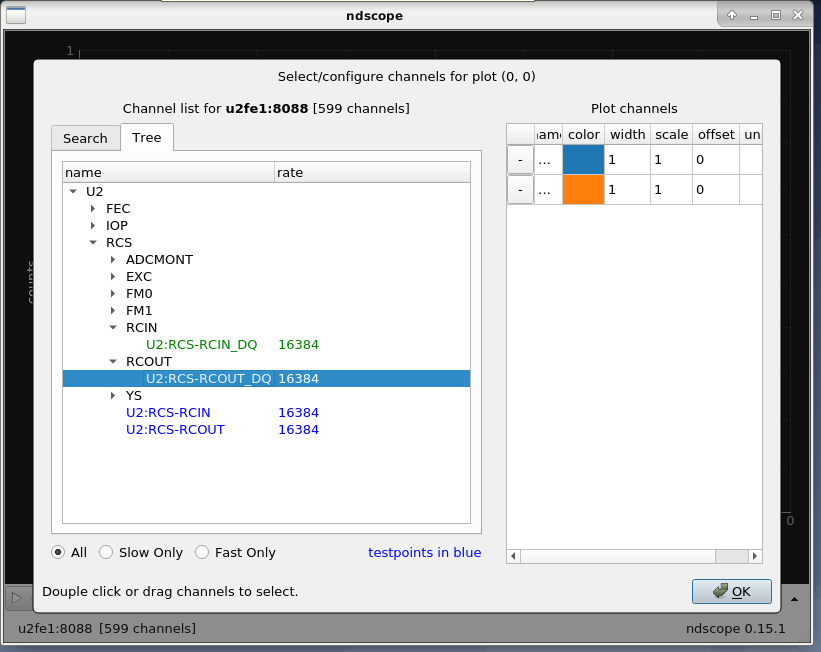 ndscope
1
Select/configure channels for plot (0, 0)
Channel list for u2fe1:8088 [599 channels]
Plot channels
Search
Tree
color width scale offset un
name rate
- ... 1 1 0
- ... 1 1 0
U2
FEC
IOP
RCS
ADCMONT
EXC
FM0
FM1
RCIN
U2:RCS-RCIN_DQ 16384
RCOUT
U2:RCS-RCOUT_DQ 16384
YS
U2:RCS-RCIN 16384
U2:RCS-RCOUT 16384
counts
0
All Slow Only Fast Only
testpoints in blue
Douple click or drag channels to select.
OK
u2fe1:8088 [599 channels]
ndscope 0.15.1